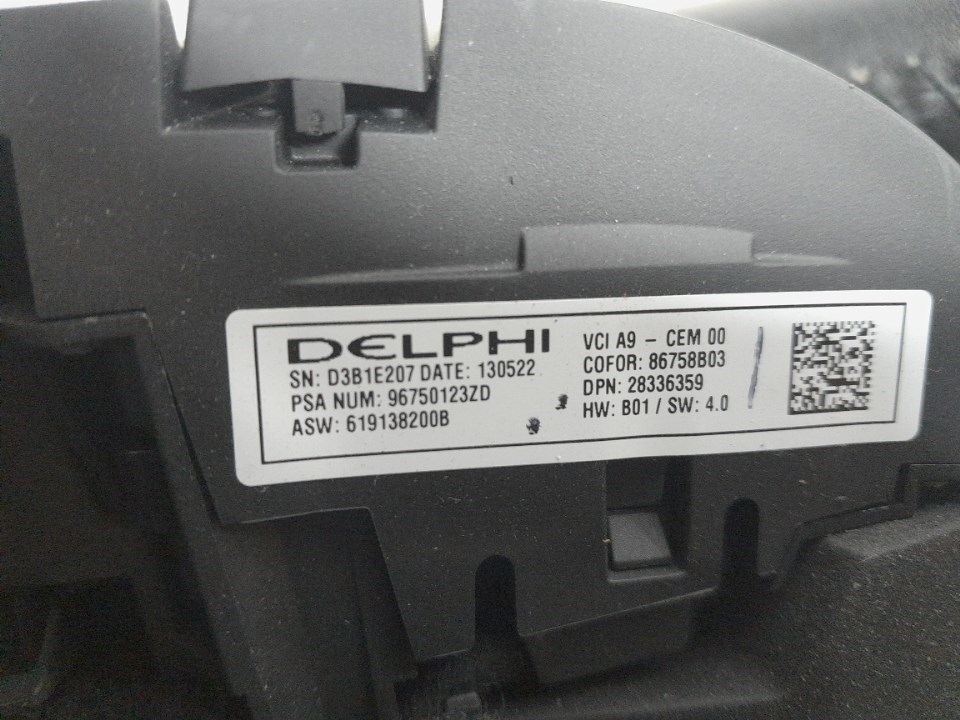 DELPHI
SN: D3B1E207 DATE: 130522
PSA NUM: 96750123ZD
ASW: 619138200B
VCI A9 - CEM 00
COFOR: 86758B03
DPN: 28336359
HW: B01 / SW: 4.0